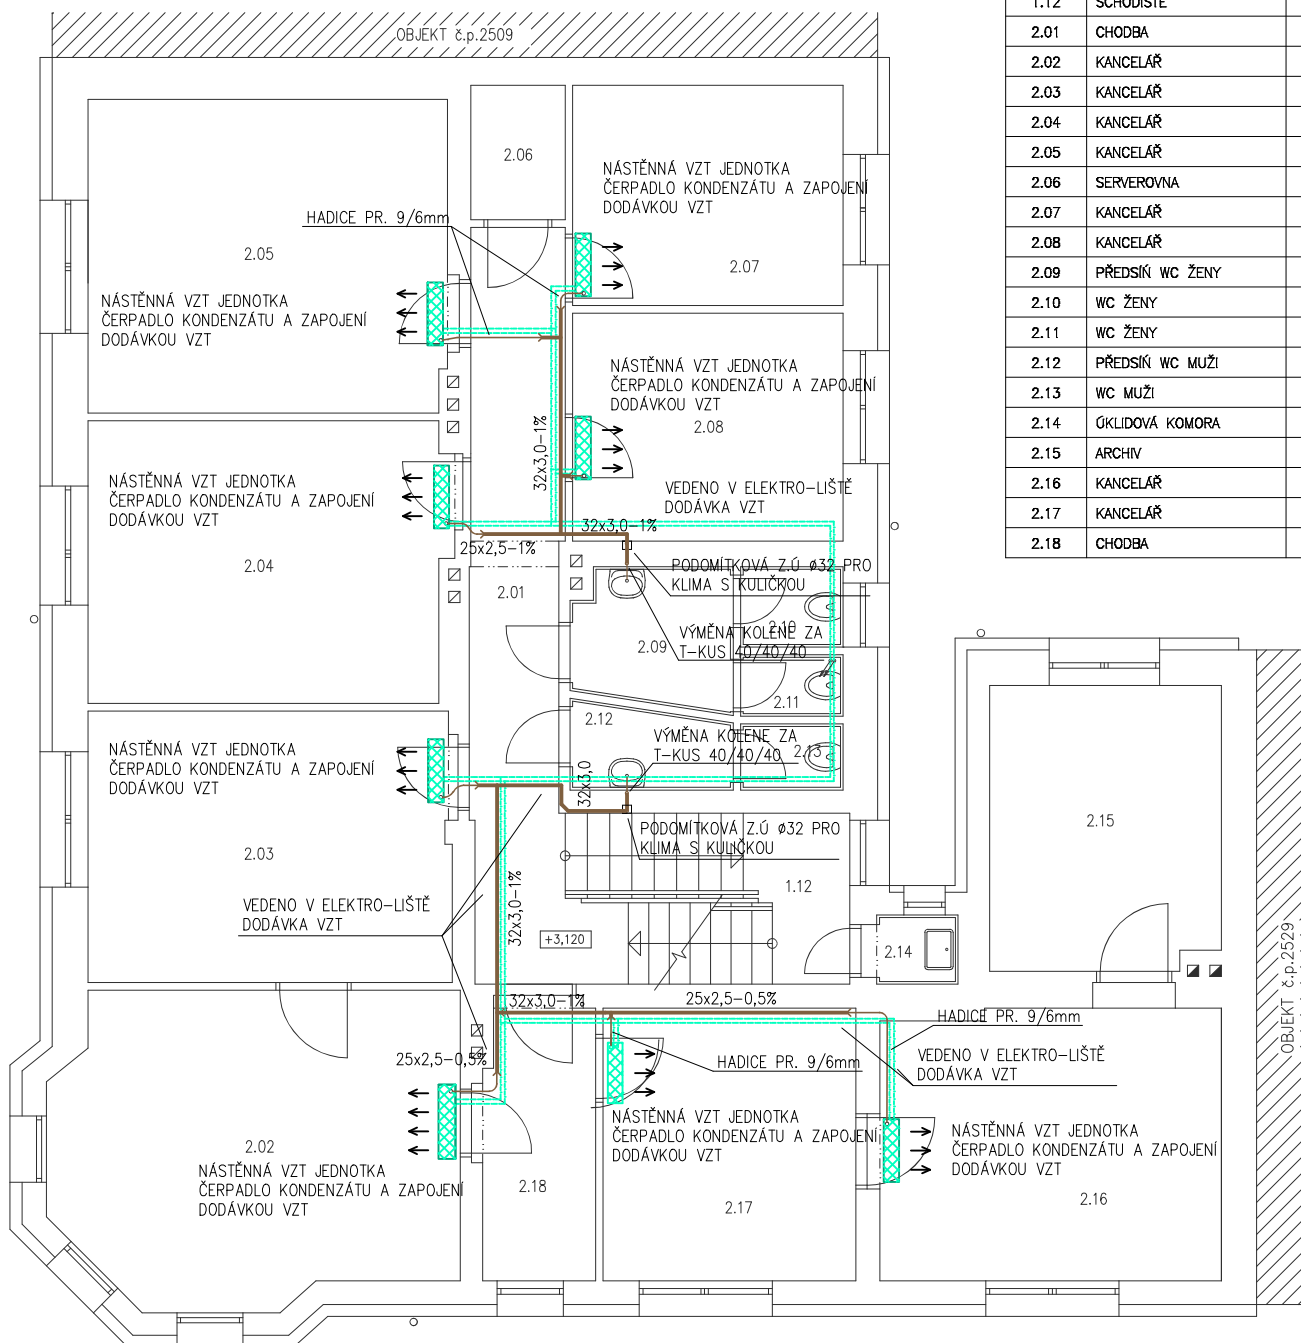 OBJEKT č.p.2509
1.12 SCHODIŠTĚ
2.01 CHODBA
2.02 KANCELÁŘ
2.03 KANCELÁŘ
2.04 KANCELÁŘ
2.05 KANCELÁŘ
2.06 SERVEROVNA
2.07 KANCELÁŘ
2.08 KANCELÁŘ
2.09 PŘEDSÍŇ WC ŽENY
2.10 WC ŽENY
2.11 WC ŽENY
2.12 PŘEDSÍŇ WC MUŽI
2.13 WC MUŽI
2.14 ÚKLIDOVÁ KOMORA
2.15 ARCHIV
2.16 KANCELÁŘ
2.17 KANCELÁŘ
2.18 CHODBA
2.06
NÁSTĚNNÁ VZT JEDNOTKA
ČERPADLO KONDENZÁTU A ZAPOJENÍ
DODÁVKOU VZT
2.07
HADICE PR. 9/6mm
2.05
NÁSTĚNNÁ VZT JEDNOTKA
ČERPADLO KONDENZÁTU A ZAPOJENÍ
DODÁVKOU VZT
NÁSTĚNNÁ VZT JEDNOTKA
ČERPADLO KONDENZÁTU A ZAPOJENÍ
DODÁVKOU VZT
2.08
32x3,0-1%
VEDENO V ELEKTRO-LIŠTĚ
DODÁVKA VZT
NÁSTĚNNÁ VZT JEDNOTKA
ČERPADLO KONDENZÁTU A ZAPOJENÍ
DODÁVKOU VZT
2.04
32x3,0-1%
25x2,5-1%
2.01
PODOMÍTKOVÁ Z.Ú ø32 PRO
KLIMA S KULIČKOU
2.10
VÝMĚNA KOLENE ZA
T-KUS 40/40/40
2.09
2.11
2.12
VÝMĚNA KOLENE ZA
T-KUS 40/40/40
2.13
32x3,0
NÁSTĚNNÁ VZT JEDNOTKA
ČERPADLO KONDENZÁTU A ZAPOJENÍ
DODÁVKOU VZT
2.03
PODOMÍTKOVÁ Z.Ú ø32 PRO
KLIMA S KULIČKOU
2.15
1.12
VEDENO V ELEKTRO-LIŠTĚ
DODÁVKA VZT
32x3,0-1%
+3,120
2.14
OBJEKT č.p.2529
32x3,0-1%
25x2,5-0,5%
HADICE PR. 9/6mm
25x2,5-0,5%
HADICE PR. 9/6mm
VEDENO V ELEKTRO-LIŠTĚ
DODÁVKA VZT
NÁSTĚNNÁ VZT JEDNOTKA
ČERPADLO KONDENZÁTU A ZAPOJENÍ
DODÁVKOU VZT
2.17
NÁSTĚNNÁ VZT JEDNOTKA
ČERPADLO KONDENZÁTU A ZAPOJENÍ
DODÁVKOU VZT
2.16
2.02
NÁSTĚNNÁ VZT JEDNOTKA
ČERPADLO KONDENZÁTU A ZAPOJENÍ
DODÁVKOU VZT
2.18